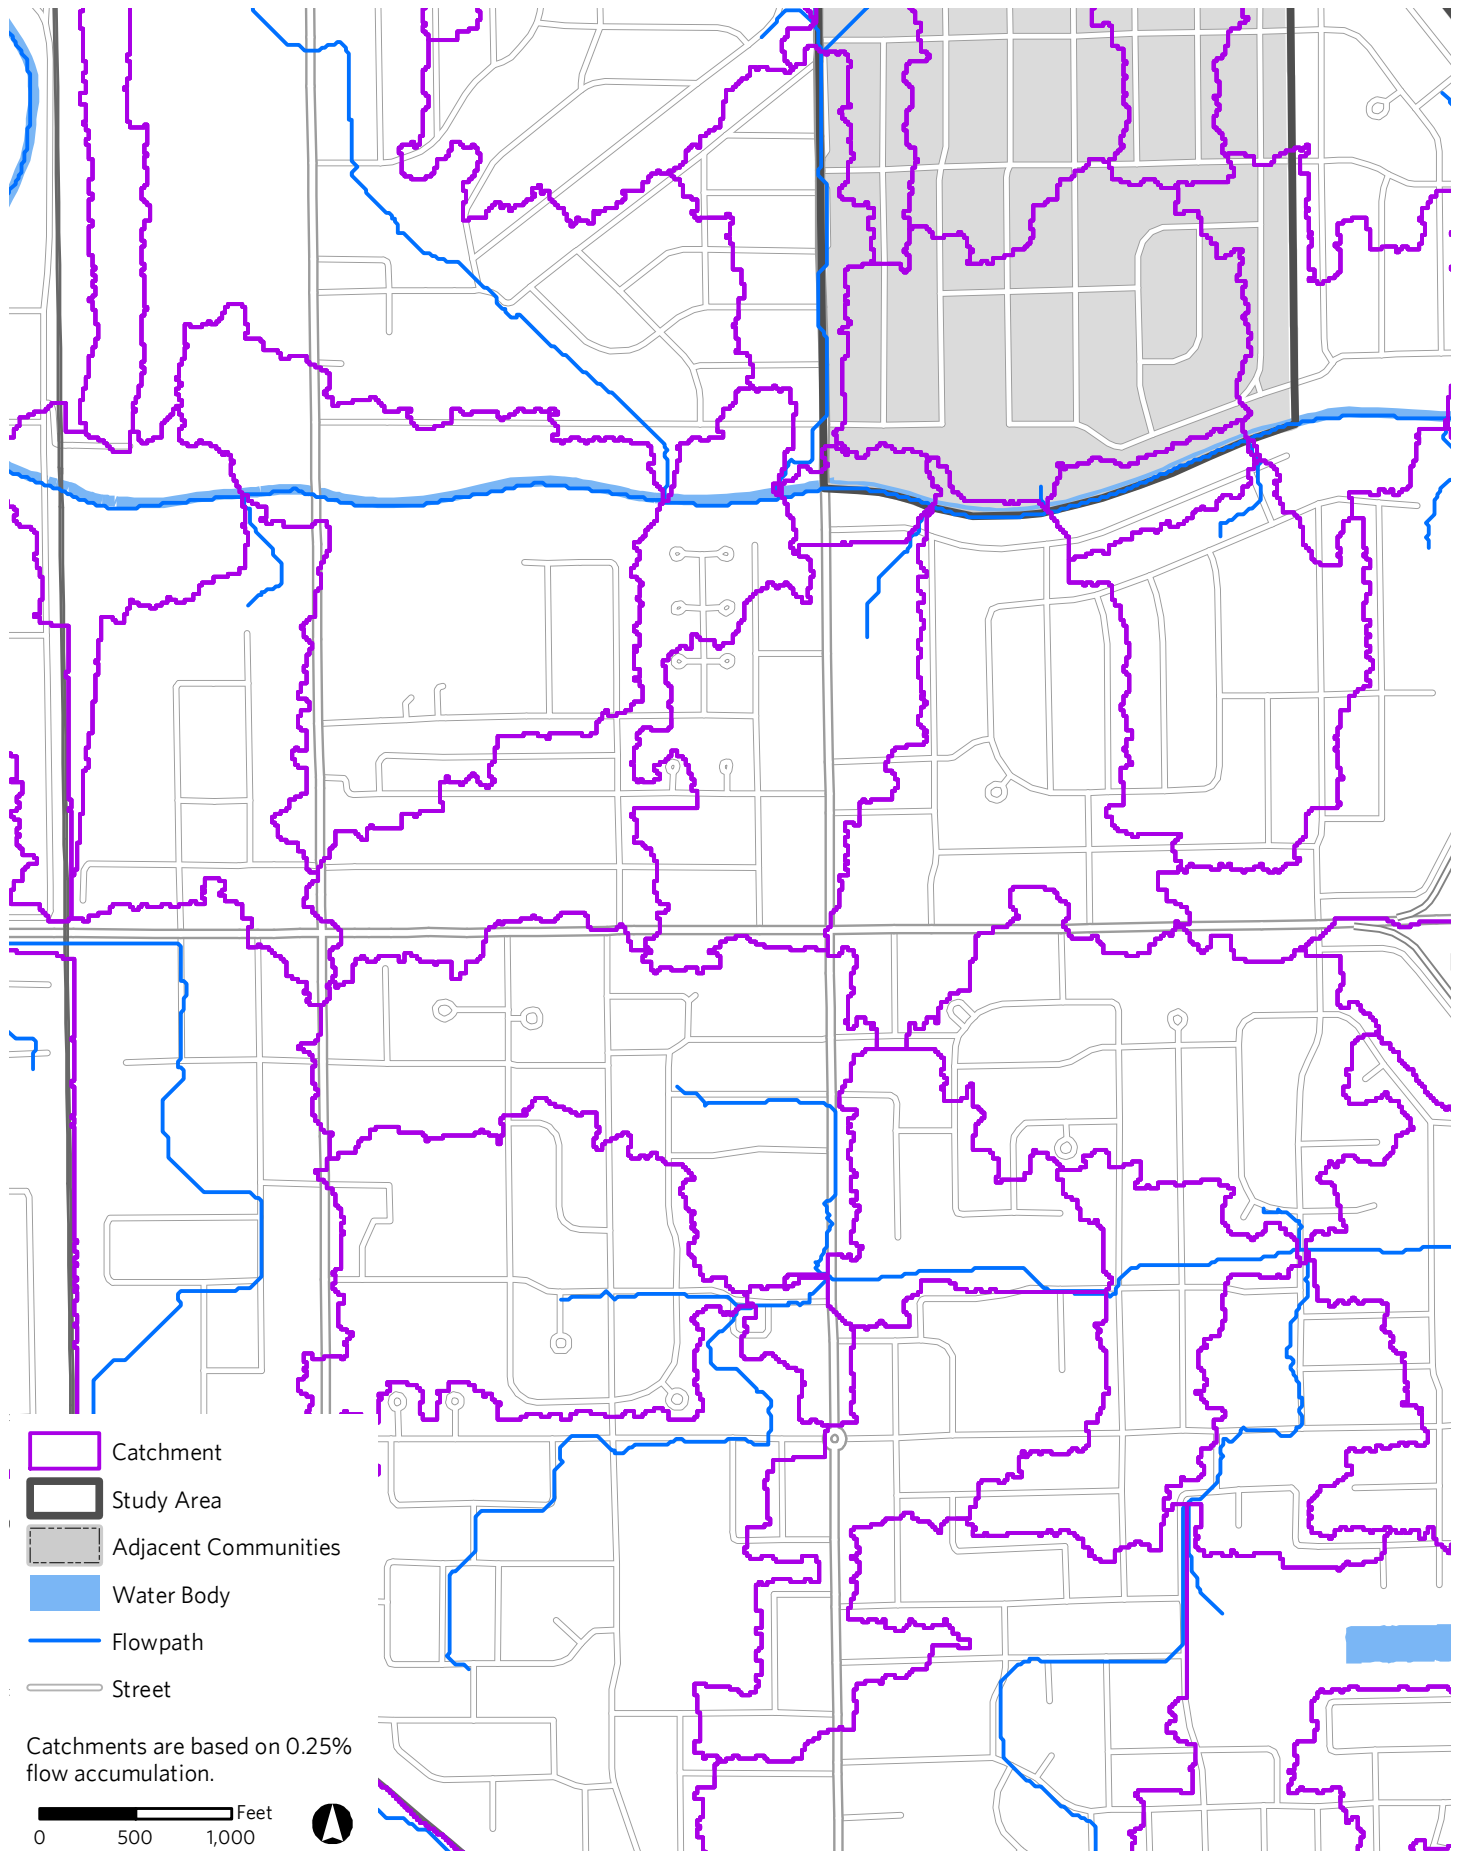 Catchment
Study Area
Adjacent Communities
Water Body
Flowpath
Street
Catchments are based on 0.25%
flow accumulation.
Feet
0 500 1,000